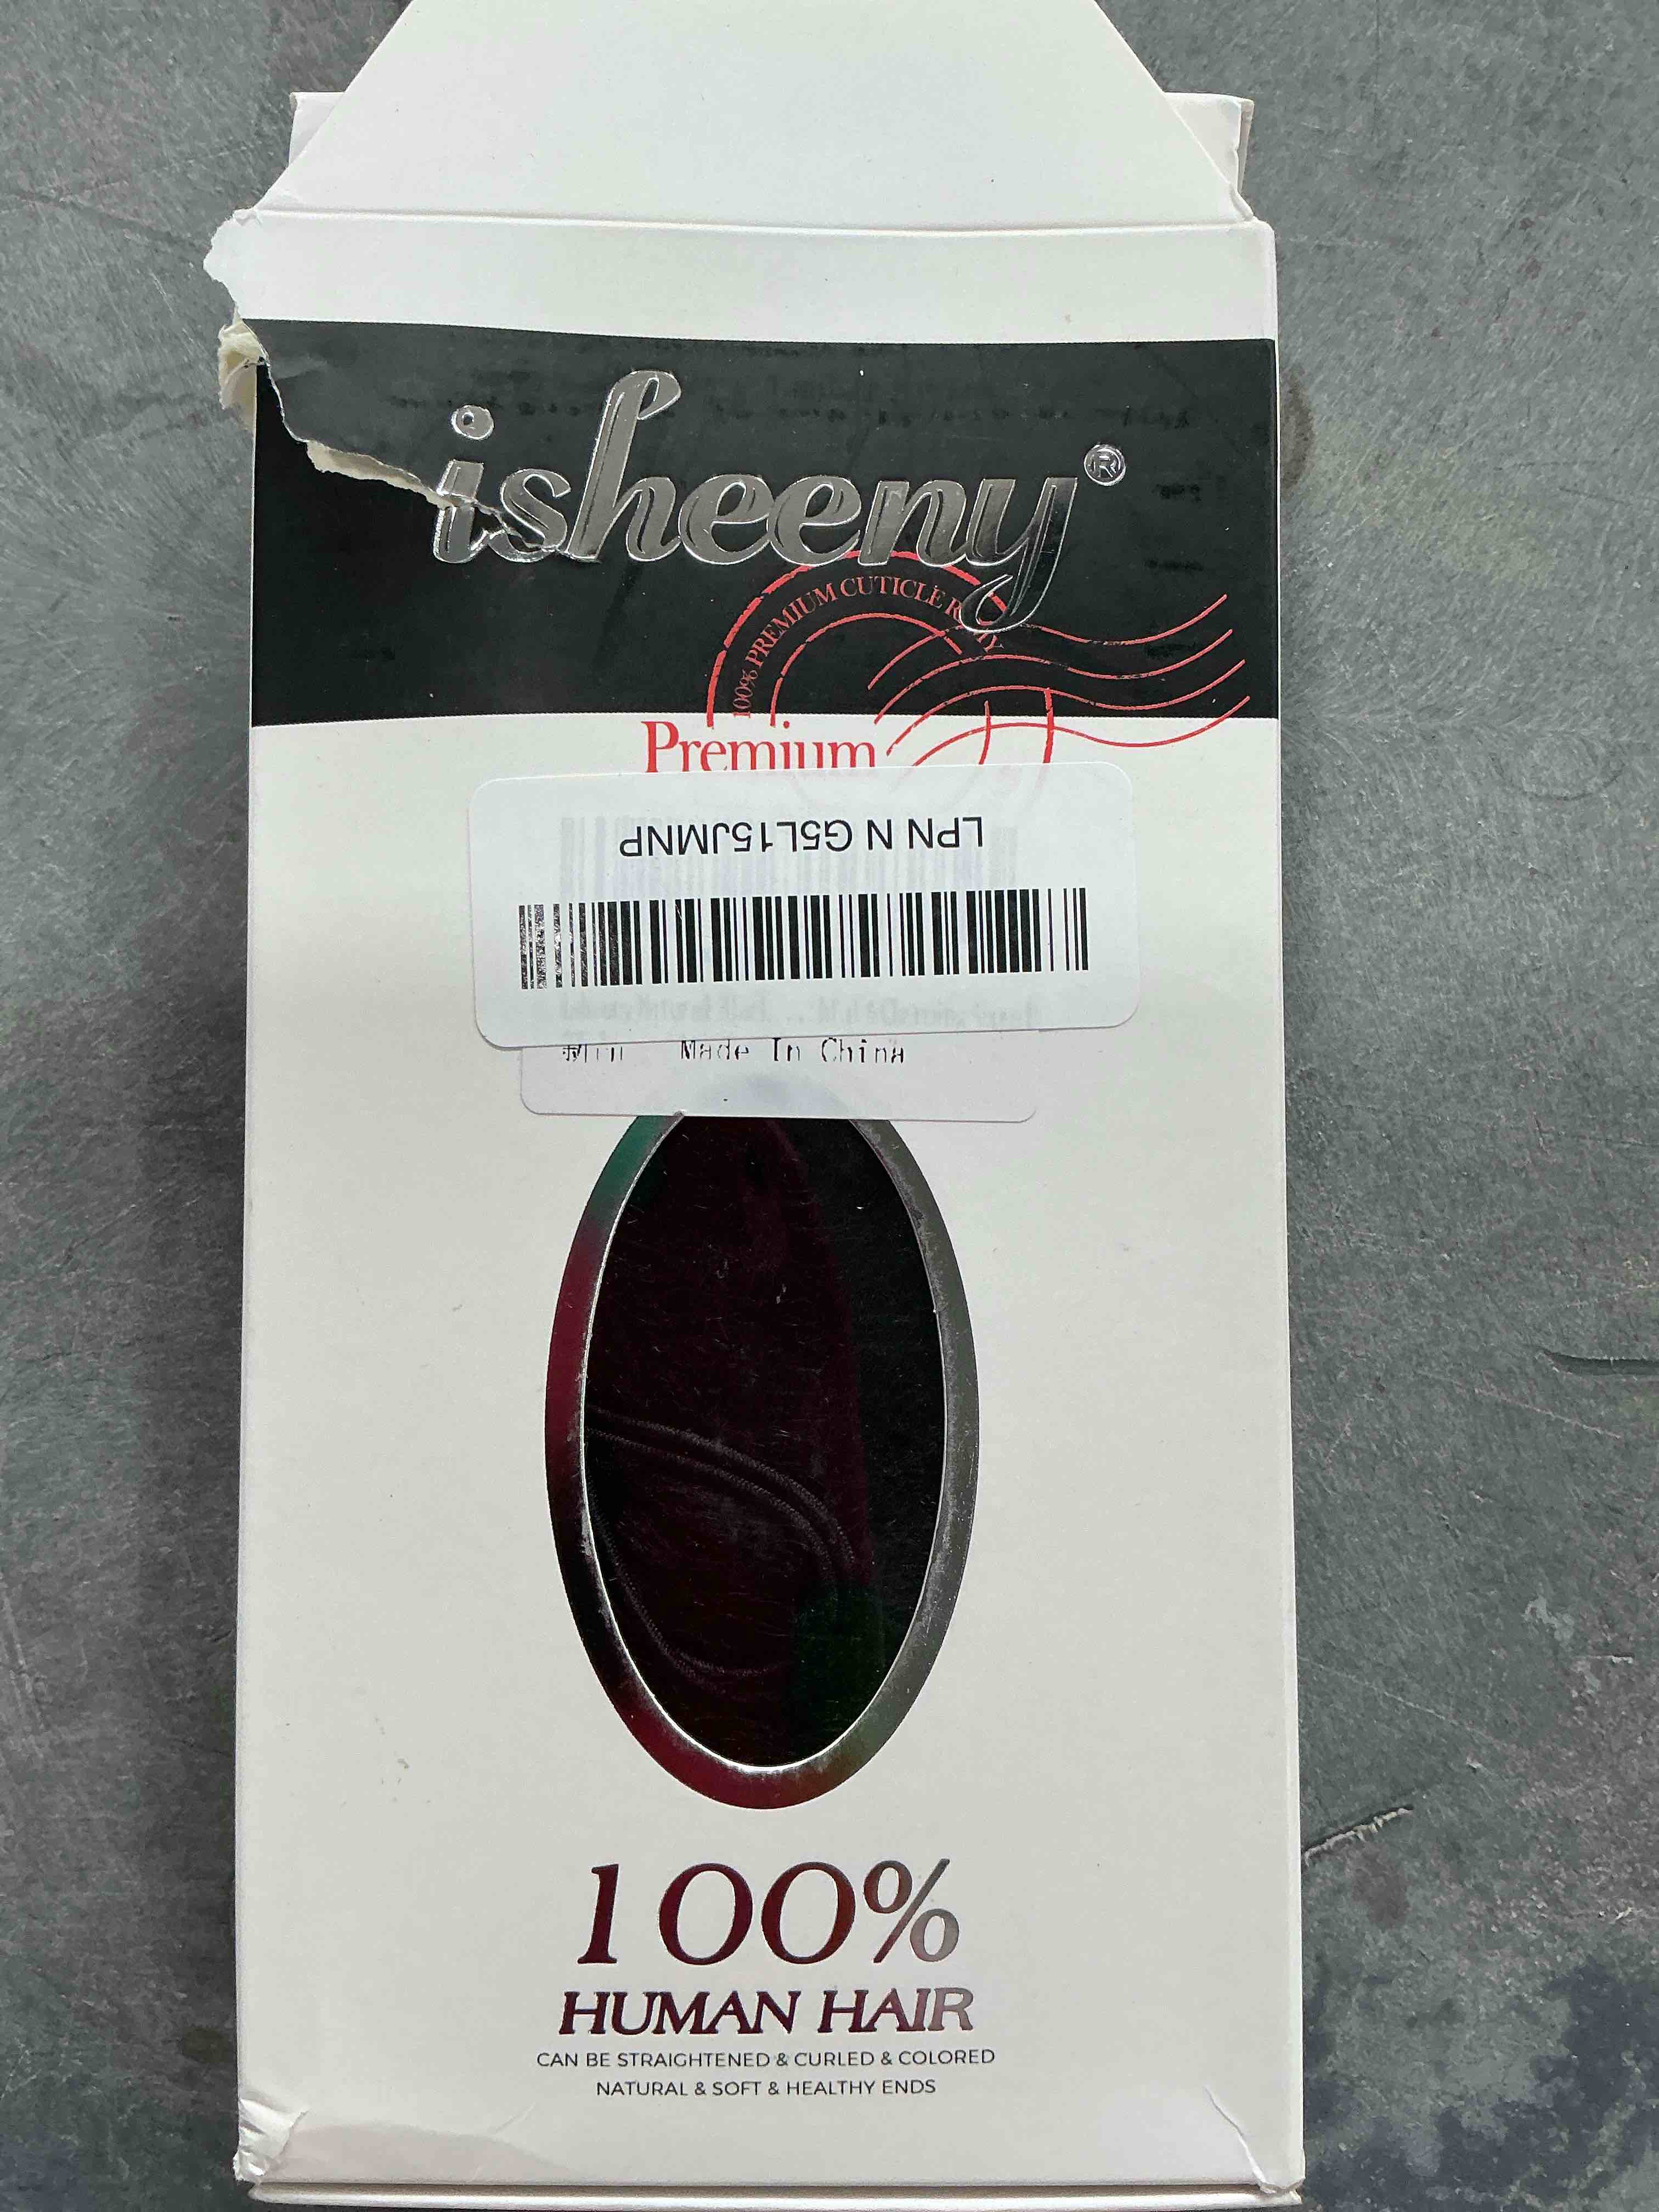 isheeny®
100% PREMIUM CUTICLE
Premium
LPN N G5L15JMNP
Made In China
100%
HUMAN HAIR
CAN BE STRAIGHTENED & CURLED & COLORED
NATURAL & SOFT & HEALTHY ENDS